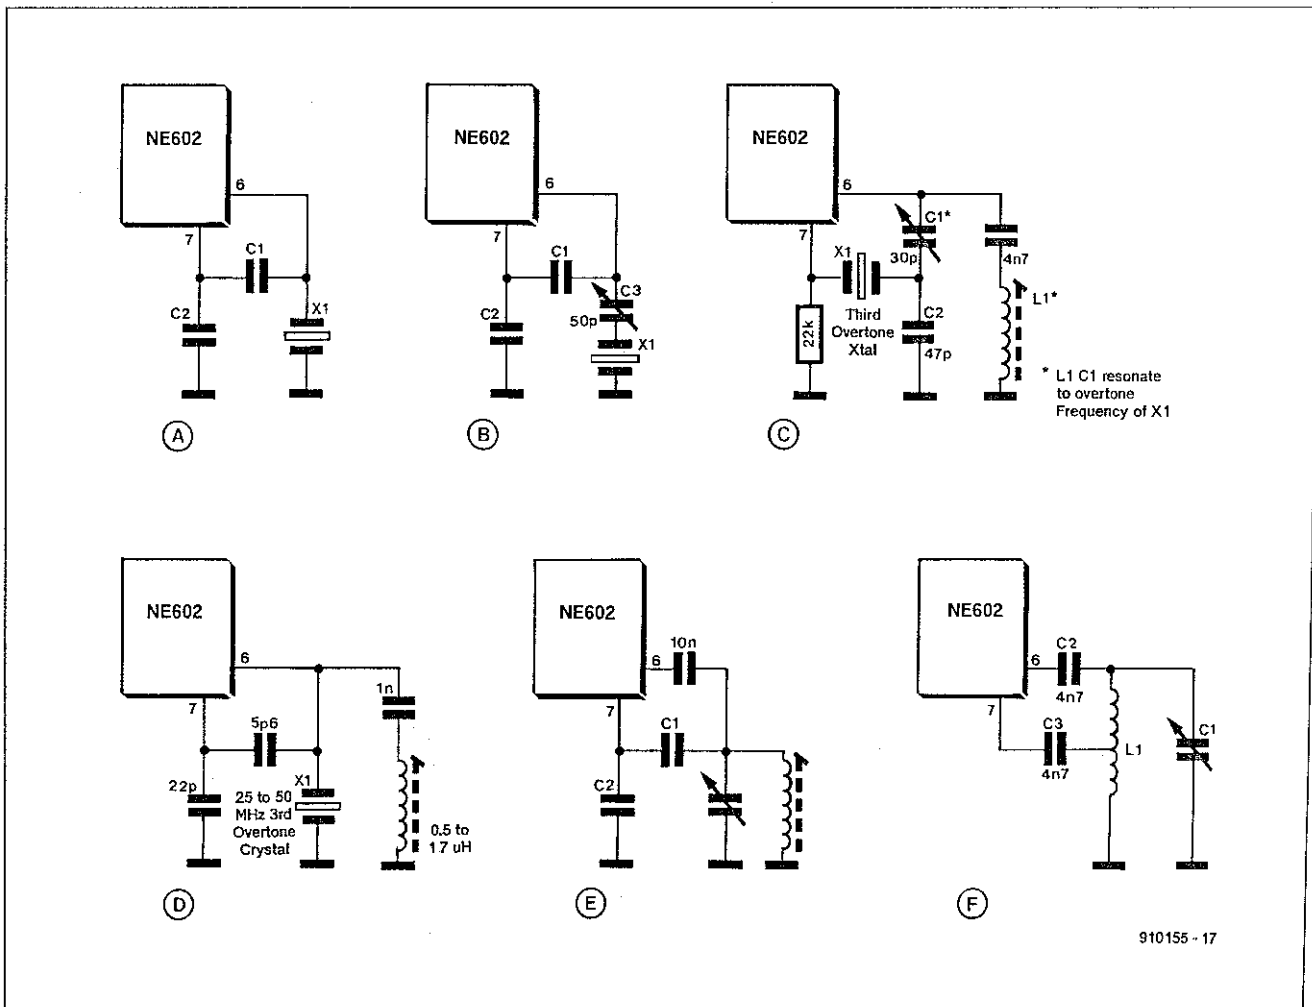 NE602
6
7
C1
C2
X1
A
NE602
6
7
C1
C3
50p
C2
X1
B
NE602
6
7
C1*
30p
X1
4n7
Third
Overtone
Xtal
22k
C2
47p
L1*
* L1 C1 resonate
to overtone
Frequency of X1
C
NE602
6
7
1n
5p6
22p
X1
25 to 50
MHz 3rd
Overtone
Crystal
0.5 to
1.7 uH
D
NE602
6
10n
7
C1
C2
E
NE602
6
C2
4n7
7
C3
4n7
L1
C1
F
910155 - 17